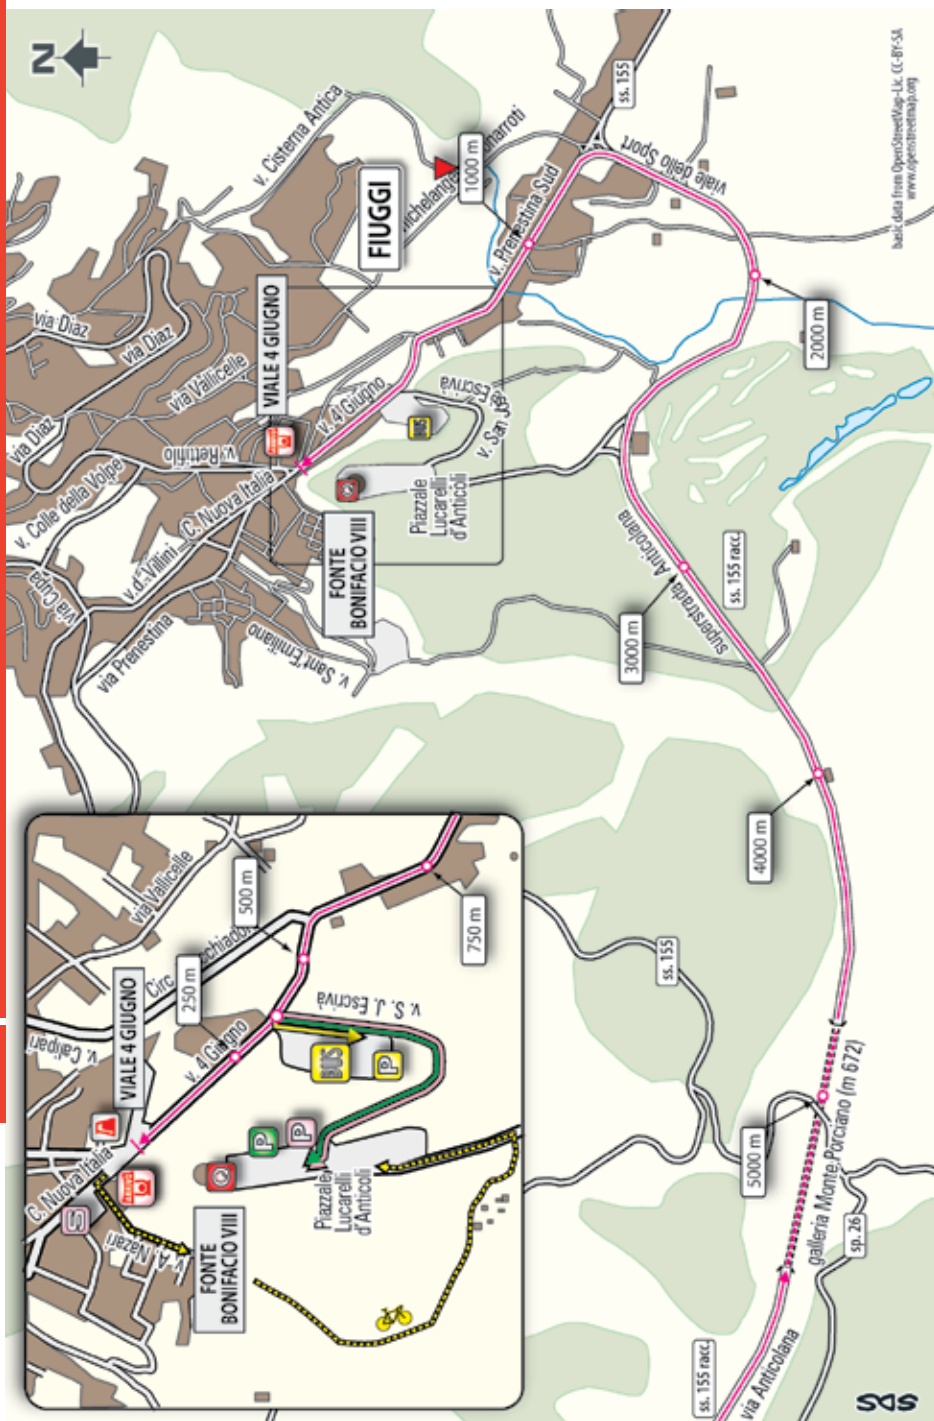 N
v. Cisterna Antica
ss. 155
basic data from OpenStreetMap-Lic. CC-BY-SA
www.openstreetmap.org
1000 m
FIUGGI
viale dello Sport
v. Prenestina Sud
via Diaz
via Diaz
via Diaz
via Vallicelle
VIALE 4 GIUGNO
2000 m
v. 4 Giugno
BUS
v. Rettifilo
v. Colle della Volpe
C. Nuova Italia
v.d. Villini
via Cupa
via Prenestina
v. Sant'Emiliano
FONTE
BONIFACIO VIII
Piazzale
Lucarelli
d'Anticoli
superstrada Anticolana
ss. 155 racc.
3000 m
4000 m
ss. 155
5000 m
galleria Monte Porciano (m 672)
sp. 26
ss. 155 racc.
via Anticolana
SDS
via Vallicelle
500 m
750 m
250 m
v. Calipari
VIALE 4 GIUGNO
v. 4 Giugno
v. S. J. Escrivà
BUS
P
P
P
C. Nuova Italia
S
v. A. Nazari
Piazzale
Lucarelli
d'Anticoli
FONTE
BONIFACIO VIII